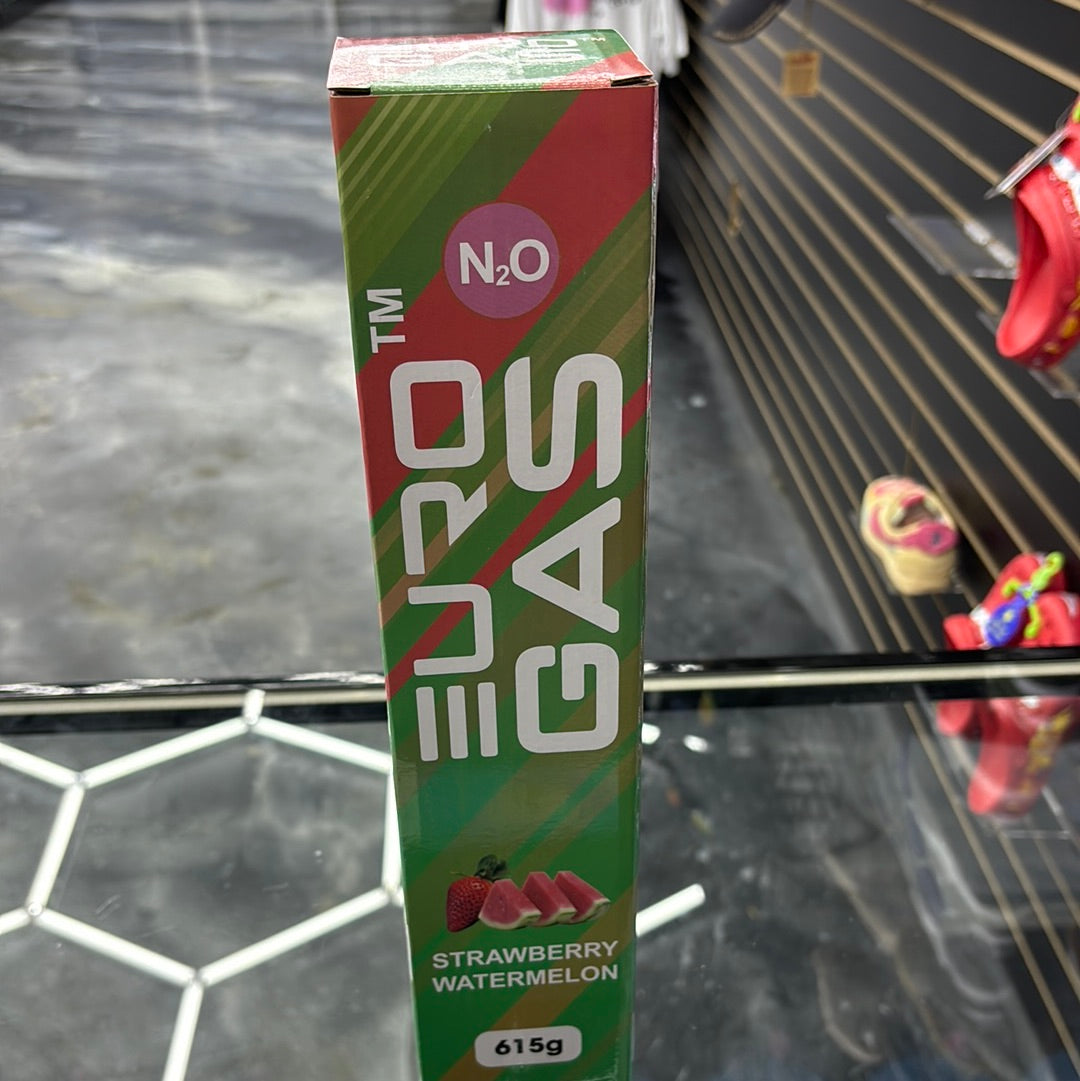 N₂O
EURO™
GAS
STRAWBERRY
WATERMELON
615g